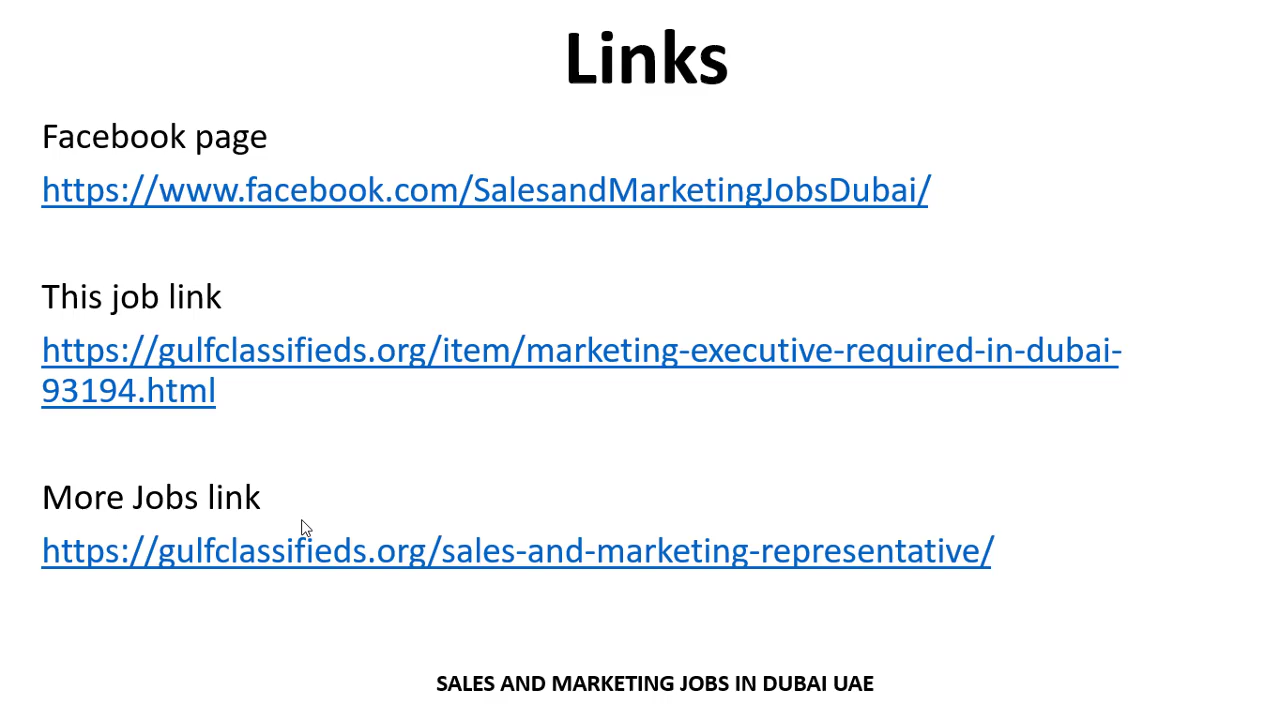 Links
Facebook page
https://www.facebook.com/SalesandMarketingJobsDubai/
This job link
https://gulfclassifieds.org/item/marketing-executive-required-in-dubai-
93194.html
More Jobs link
https://gulfclassifieds.org/sales-and-marketing-representative/
SALES AND MARKETING JOBS IN DUBAI UAE